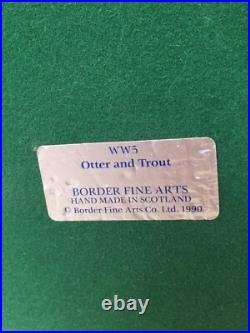 WW5
Otter and Trout
BORDER FINE ARTS
HAND MADE IN SCOTLAND
© Border Fine Arts Co. Ltd. 1990